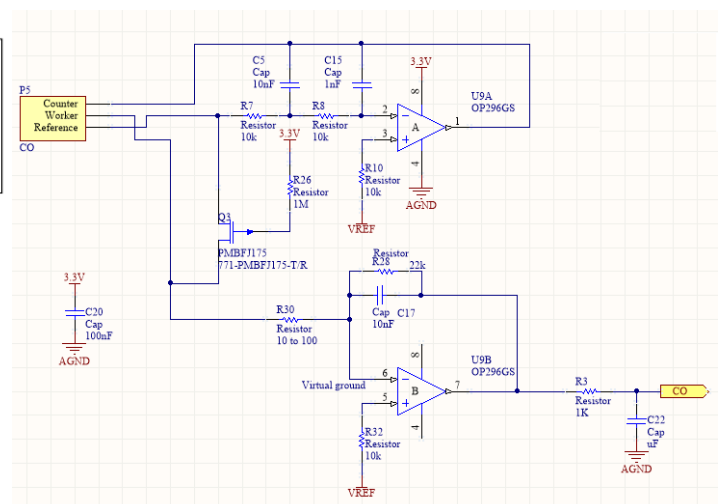 P5
Counter
Worker
Reference
CO
C5
Cap
10nF
C15
Cap
1nF
3.3V
U9A
OP296GS
R7
Resistor
10k
R8
Resistor
10k
3.3V
8
2
3
A
1
4
AGND
R26
Resistor
1M
R10
Resistor
10k
VREF
Q3
PMBFJ175
771-PMBFJ175-T/R
3.3V
C20
Cap
100nF
AGND
Resistor
R28
22k
Cap
C17
10nF
R30
Resistor
10 to 100
Virtual ground
8
6
5
B
7
4
U9B
OP296GS
R32
Resistor
10k
VREF
R3
Resistor
1K
CO
C22
Cap
uF
AGND